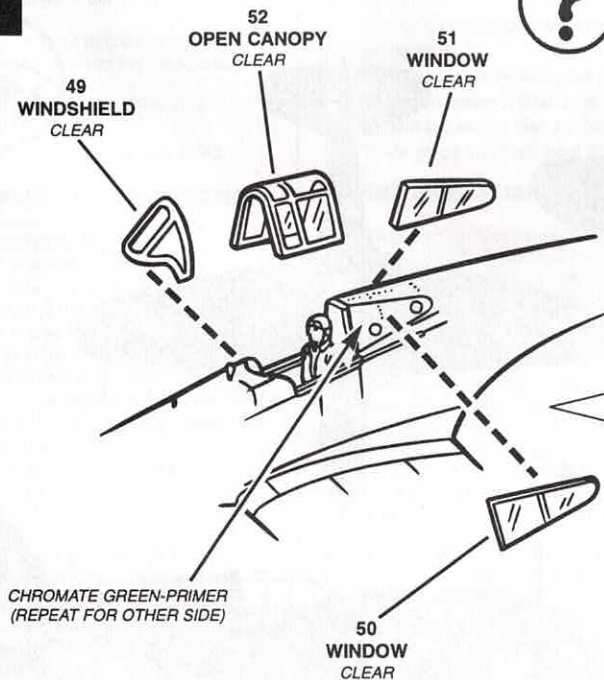 52
OPEN CANOPY
CLEAR
51
WINDOW
CLEAR
49
WINDSHIELD
CLEAR
?
CHROMATE GREEN-PRIMER
(REPEAT FOR OTHER SIDE)
50
WINDOW
CLEAR